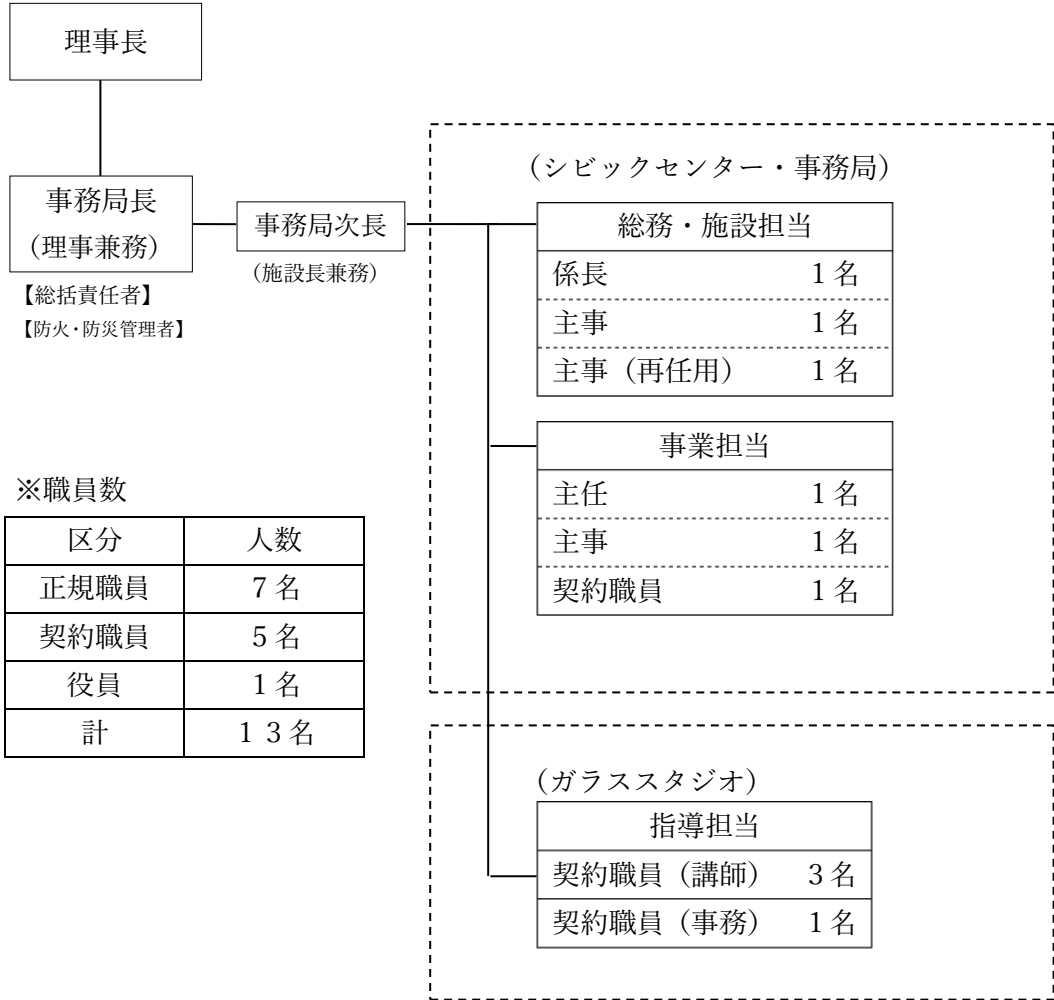 理事長
事務局長
（理事兼務）
【総括責任者】
【防火・防災管理者】
事務局次長
（施設長兼務）
（シビックセンター・事務局）
総務・施設担当
係長 1名
主事 1名
主事（再任用） 1名
事業担当
主任 1名
主事 1名
契約職員 1名
（ガラススタジオ）
指導担当
契約職員（講師） 3名
契約職員（事務） 1名
※職員数
区分 人数
正規職員 7名
契約職員 5名
役員 1名
計 13名